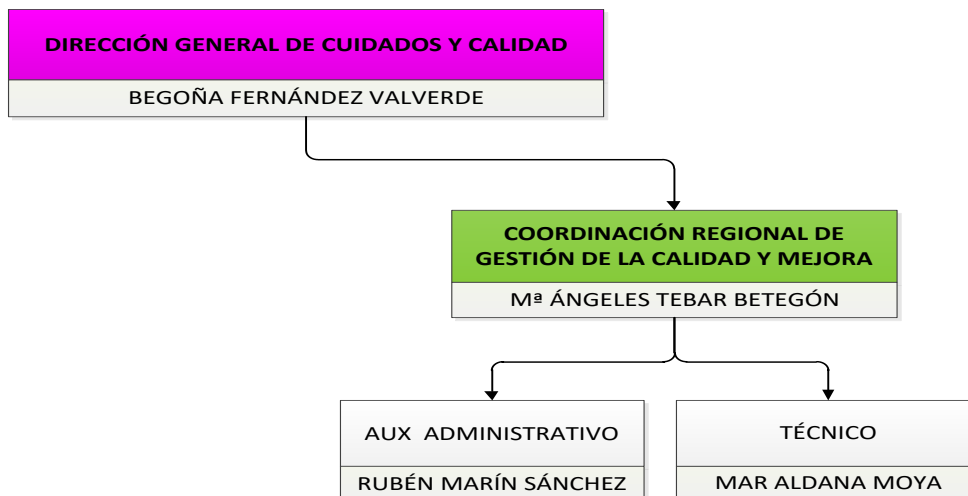 DIRECCIÓN GENERAL DE CUIDADOS Y CALIDAD
BEGOÑA FERNÁNDEZ VALVERDE
COORDINACIÓN REGIONAL DE
GESTIÓN DE LA CALIDAD Y MEJORA
Mª ÁNGELES TEBAR BETEGÓN
AUX ADMINISTRATIVO
RUBÉN MARÍN SÁNCHEZ
TÉCNICO
MAR ALDANA MOYA